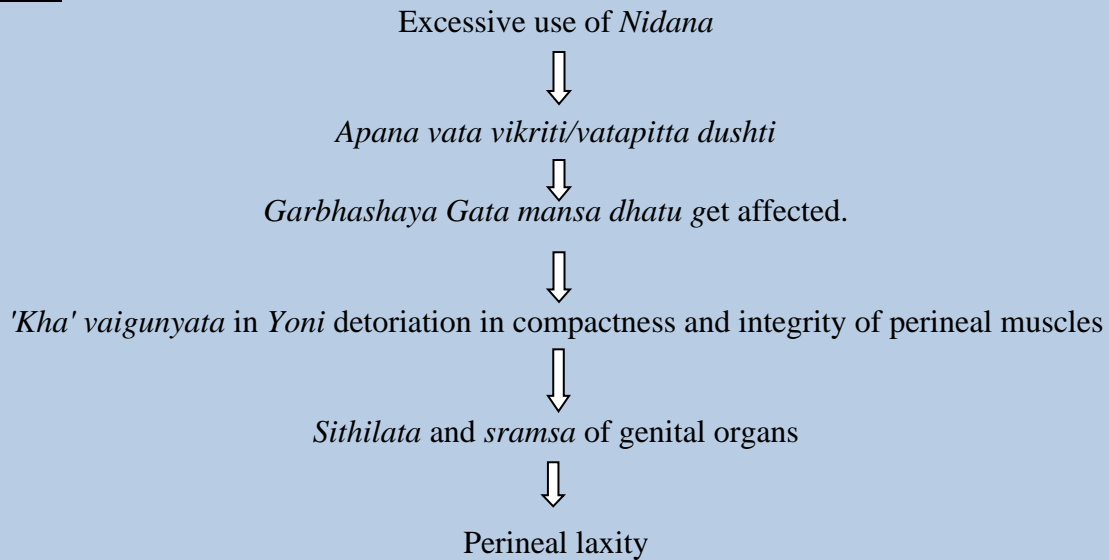 Excessive use of Nidana
Apana vata vikriti/vatapitta dushti
Garbhashaya Gata mansa dhatu get affected.
'Kha' vaigunyata in Yoni detoriation in compactness and integrity of perineal muscles
Sithilata and sramsa of genital organs
Perineal laxity